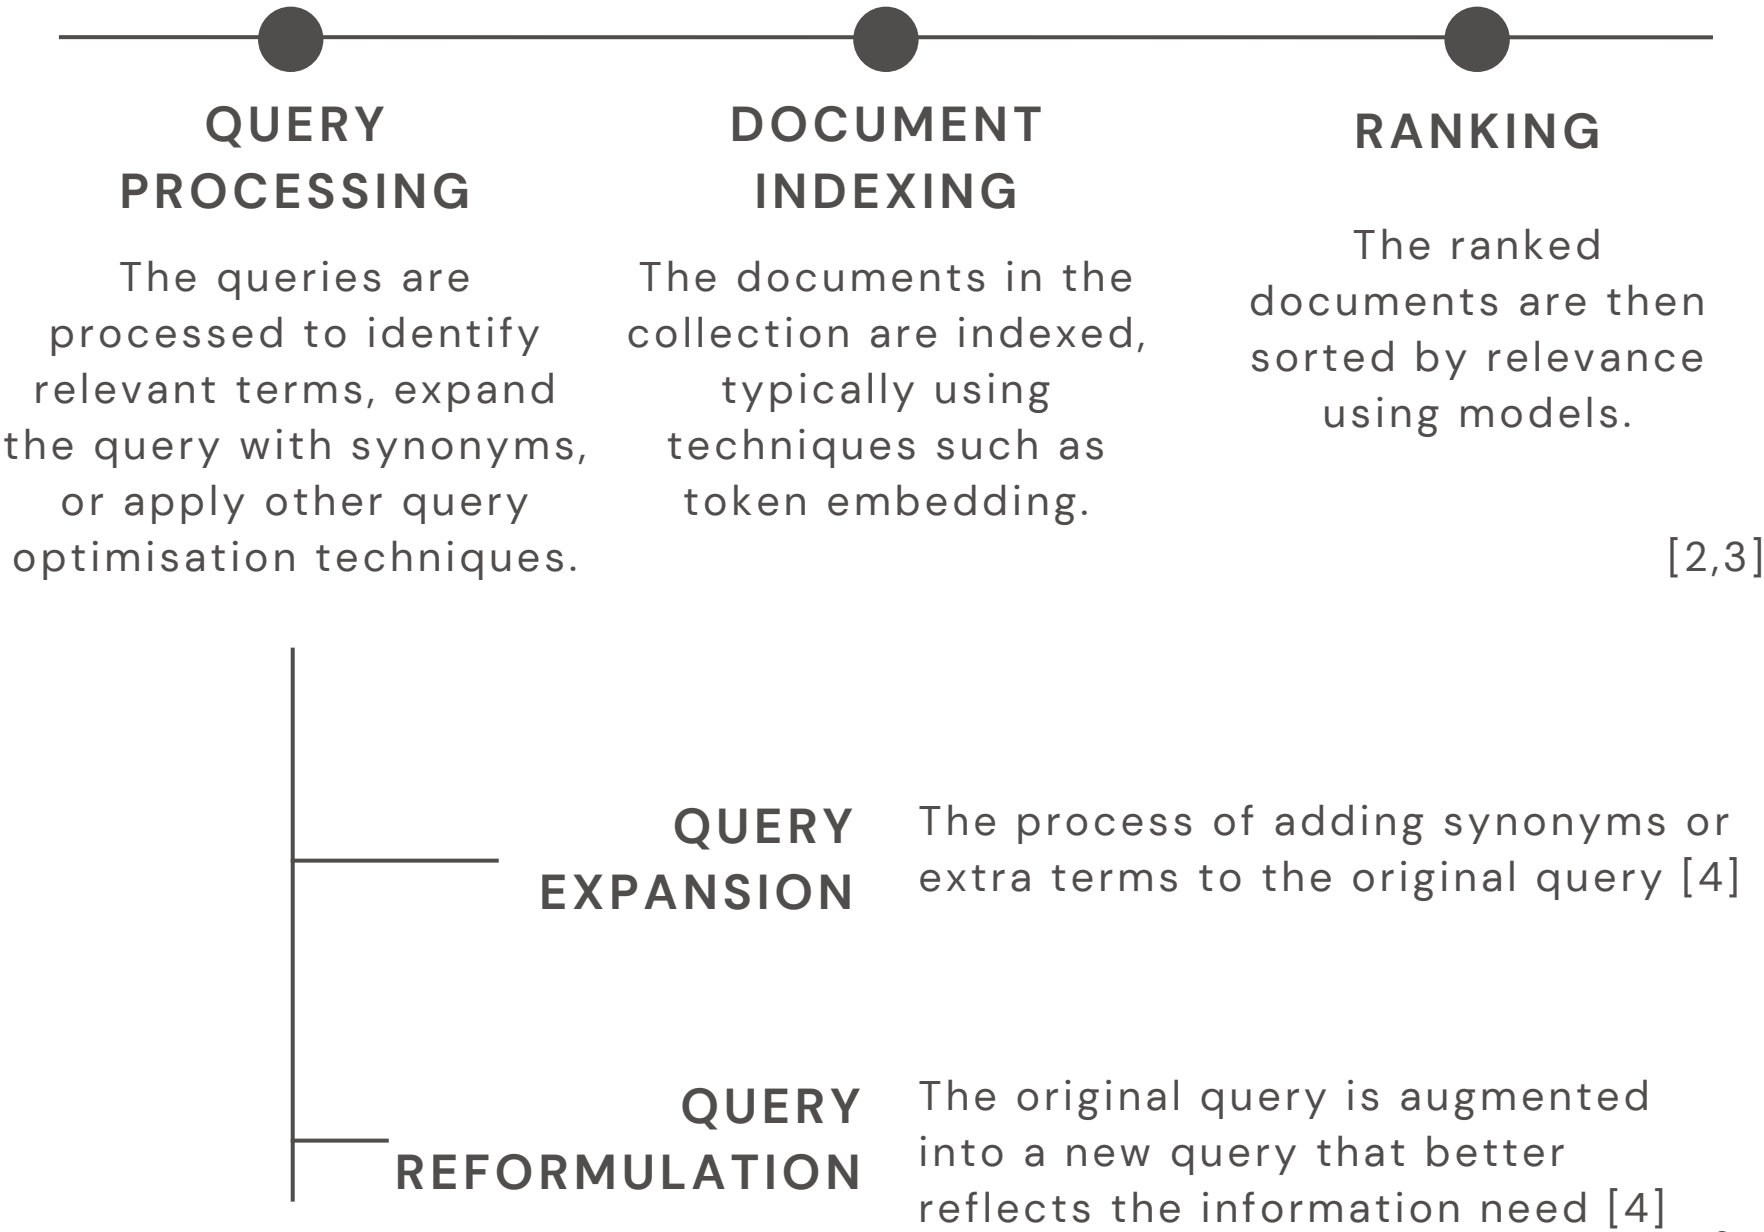 QUERY
PROCESSING
The queries are
processed to identify
relevant terms, expand
the query with synonyms,
or apply other query
optimisation techniques.
DOCUMENT
INDEXING
The documents in the
collection are indexed,
typically using
techniques such as
token embedding.
RANKING
The ranked
documents are then
sorted by relevance
using models.
[2,3]
QUERY
EXPANSION
The process of adding synonyms or
extra terms to the original query [4]
QUERY
REFORMULATION
The original query is augmented
into a new query that better
reflects the information need [4]